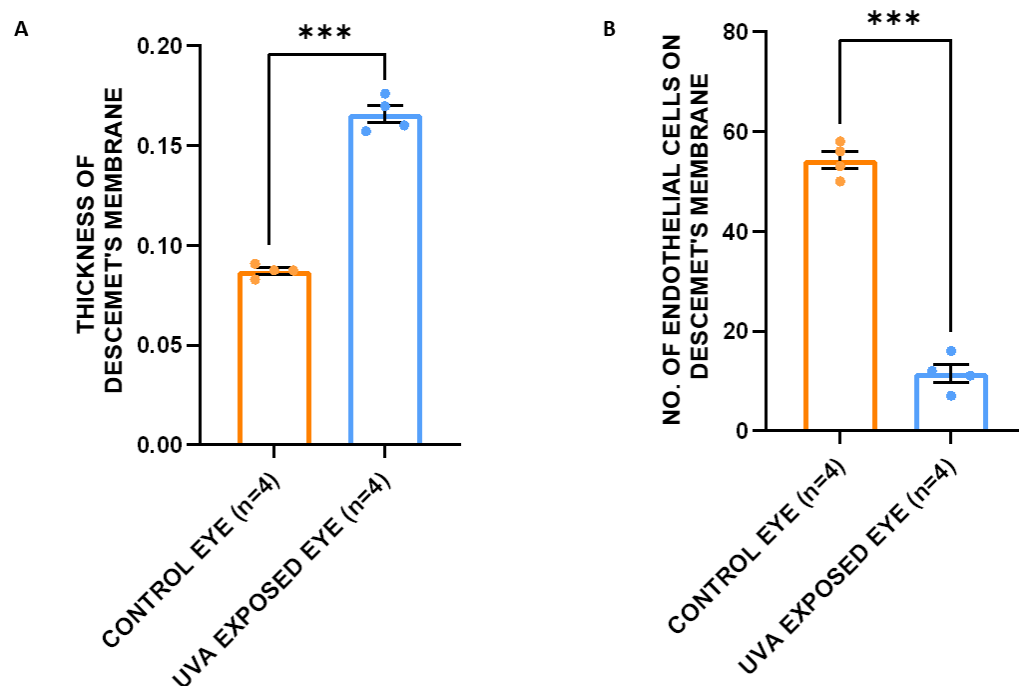 A
***
0.20
0.15
0.10
0.05
0.00
THICKNESS OF
DESCEMET'S MEMBRANE
CONTROL EYE (n=4)
UVA EXPOSED EYE (n=4)
B
***
80
60
40
20
0
NO. OF ENDOTHELIAL CELLS ON
DESCEMET'S MEMBRANE
CONTROL EYE (n=4)
UVA EXPOSED EYE (n=4)